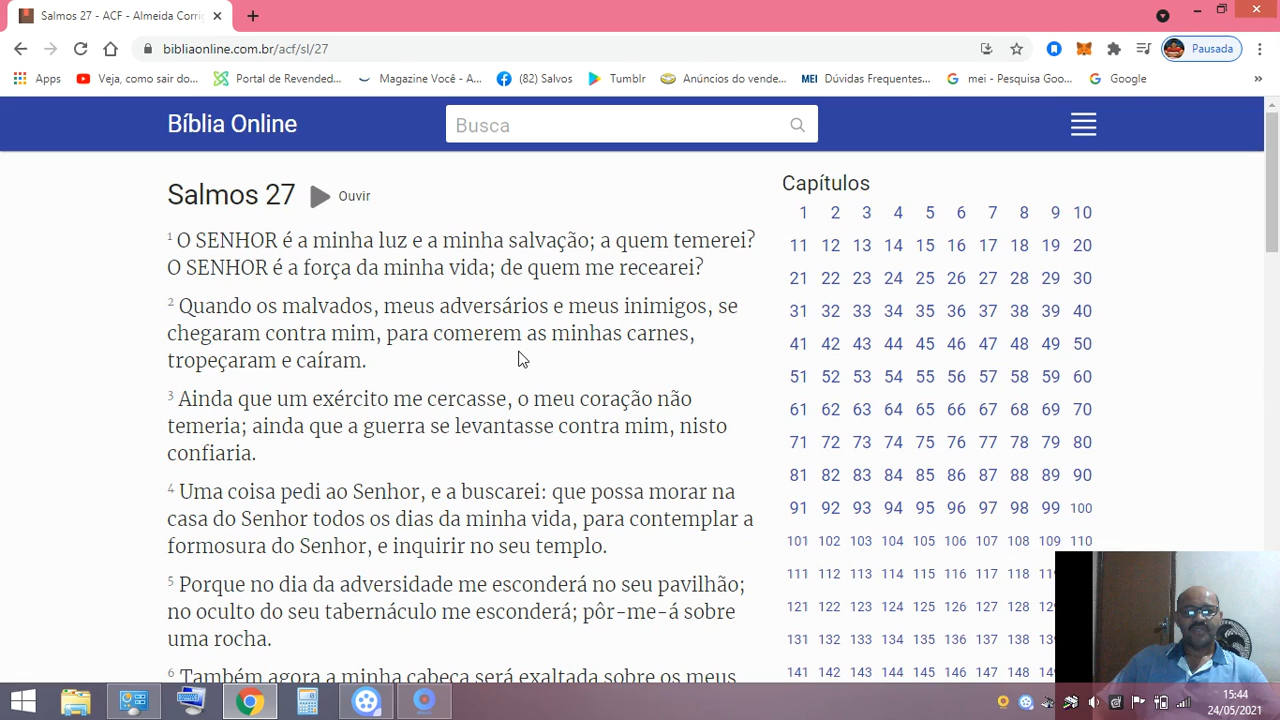 Salmos 27 - ACF - Almeida Corrig
bibliaonline.com.br/acf/sl/27
Pausada
Apps Veja, como sair do... Portal de Revended... Magazine Você - A... (82) Salvos Tumblr Anúncios do vende... MEI Dúvidas Frequentes... mei - Pesquisa Goo... Google »
Bíblia Online
Busca
Salmos 27 Ouvir
1 O SENHOR é a minha luz e a minha salvação; a quem temerei?
O SENHOR é a força da minha vida; de quem me recearei?
2 Quando os malvados, meus adversários e meus inimigos, se
chegaram contra mim, para comerem as minhas carnes,
tropeçaram e caíram.
3 Ainda que um exército me cercasse, o meu coração não
temeria; ainda que a guerra se levantasse contra mim, nisto
confiaria.
4 Uma coisa pedi ao Senhor, e a buscarei: que possa morar na
casa do Senhor todos os dias da minha vida, para contemplar a
formosura do Senhor, e inquirir no seu templo.
5 Porque no dia da adversidade me esconderá no seu pavilhão;
no oculto do seu tabernáculo me esconderá; pôr-me-á sobre
uma rocha.
6 Também agora a minha cabeça será exaltada sobre os meus
Capítulos
1 2 3 4 5 6 7 8 9 10
11 12 13 14 15 16 17 18 19 20
21 22 23 24 25 26 27 28 29 30
31 32 33 34 35 36 37 38 39 40
41 42 43 44 45 46 47 48 49 50
51 52 53 54 55 56 57 58 59 60
61 62 63 64 65 66 67 68 69 70
71 72 73 74 75 76 77 78 79 80
81 82 83 84 85 86 87 88 89 90
91 92 93 94 95 96 97 98 99 100
101 102 103 104 105 106 107 108 109 110
111 112 113 114 115 116 117 118 11
121 122 123 124 125 126 127 128 12
131 132 133 134 135 136 137 138 13
141 142 143 144 145 146 147 148 14
15:44
24/05/2021